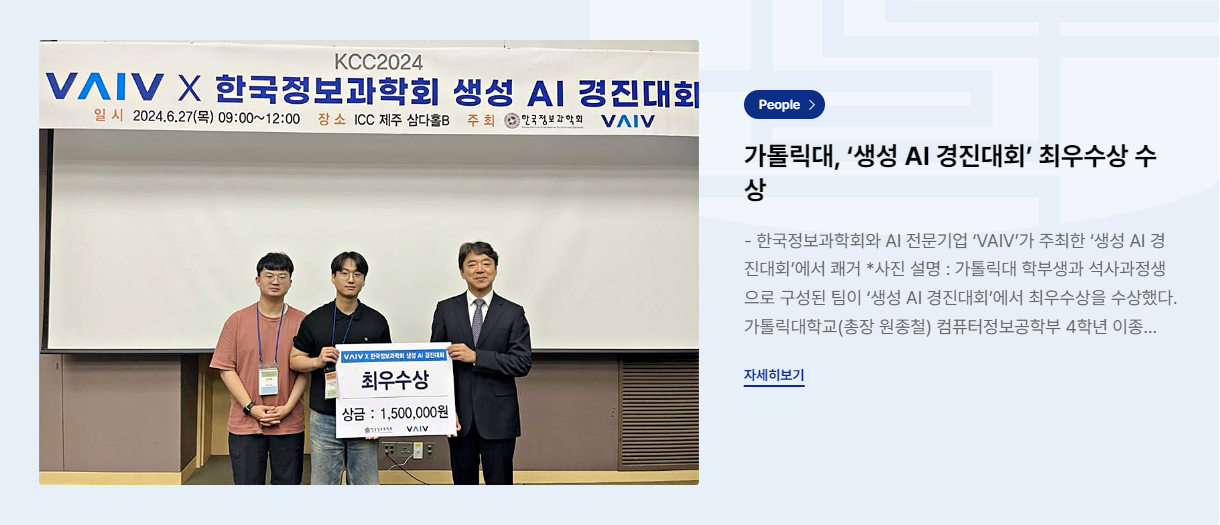 KCC2024
VAIV X 한국정보과학회 생성 AI 경진대회
일 시 2024.6.27(목) 09:00~12:00 장 소 ICC 제주 삼다홀B 주 최 한국정보과학회 VAIV
VAIV X 한국정보과학회 생성 AI 경진대회
최우수상
상금 : 1,500,000원
VAIV
People
가톨릭대, ‘생성 AI 경진대회’ 최우수상 수
상
- 한국정보과학회와 AI 전문기업 ‘VAIV’가 주최한 ‘생성 AI 경
진대회’에서 쾌거 *사진 설명 : 가톨릭대 학부생과 석사과정생
으로 구성된 팀이 ‘생성 AI 경진대회’에서 최우수상을 수상했다.
가톨릭대학교(총장 원종철) 컴퓨터정보공학부 4학년 이종...
자세히보기